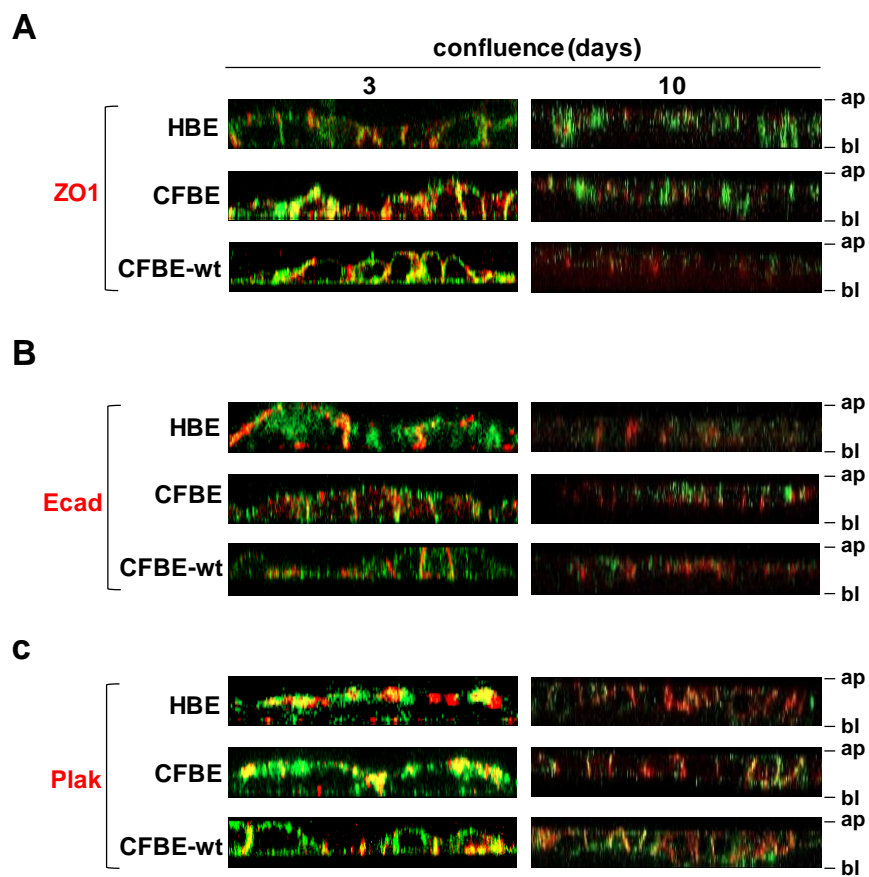 A
confluence (days)
3 10
HBE – ap
– bl
ZO1 CFBE – ap
– bl
CFBE-wt – ap
– bl
B
HBE – ap
– bl
Ecad CFBE – ap
– bl
CFBE-wt – ap
– bl
c
HBE – ap
– bl
Plak CFBE – ap
– bl
CFBE-wt – ap
– bl